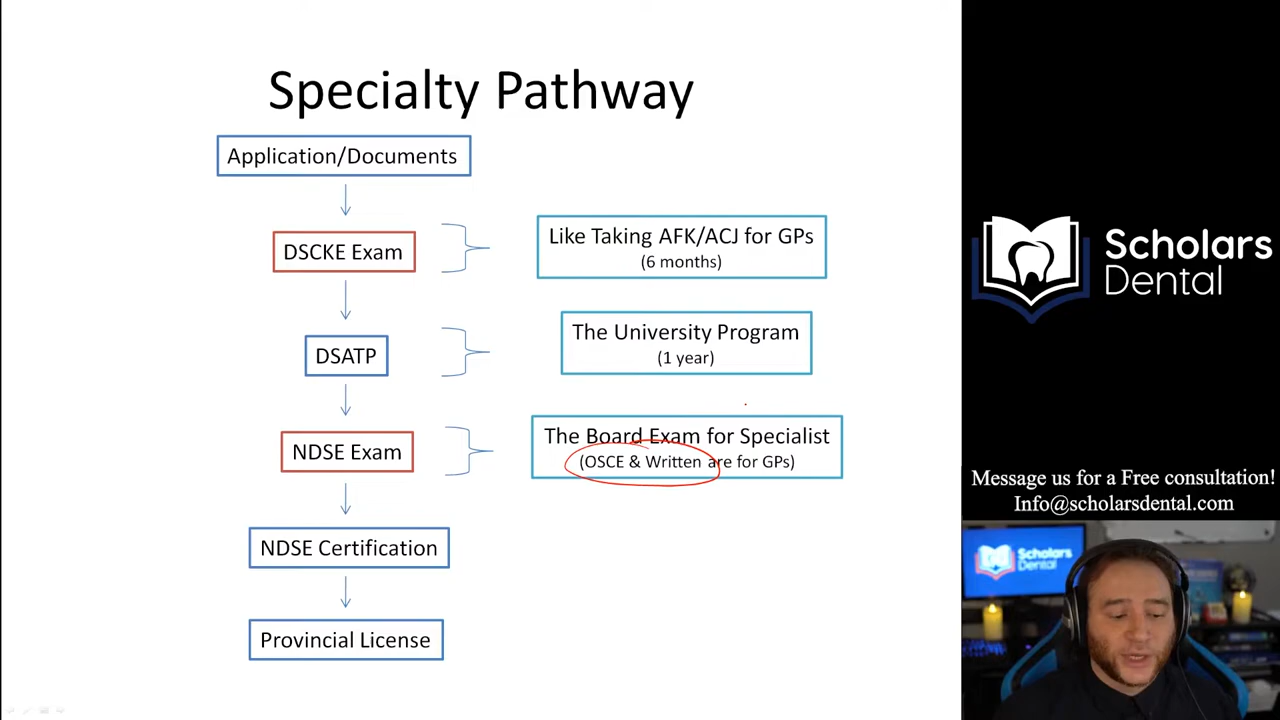 Specialty Pathway
Application/Documents
DSCKE Exam
Like Taking AFK/ACJ for GPs
(6 months)
DSATP
The University Program
(1 year)
NDSE Exam
The Board Exam for Specialist
(OSCE & Written are for GPs)
NDSE Certification
Provincial License
Scholars
Dental
Message us for a Free consultation!
Info@scholarsdental.com
Scholars
Dental